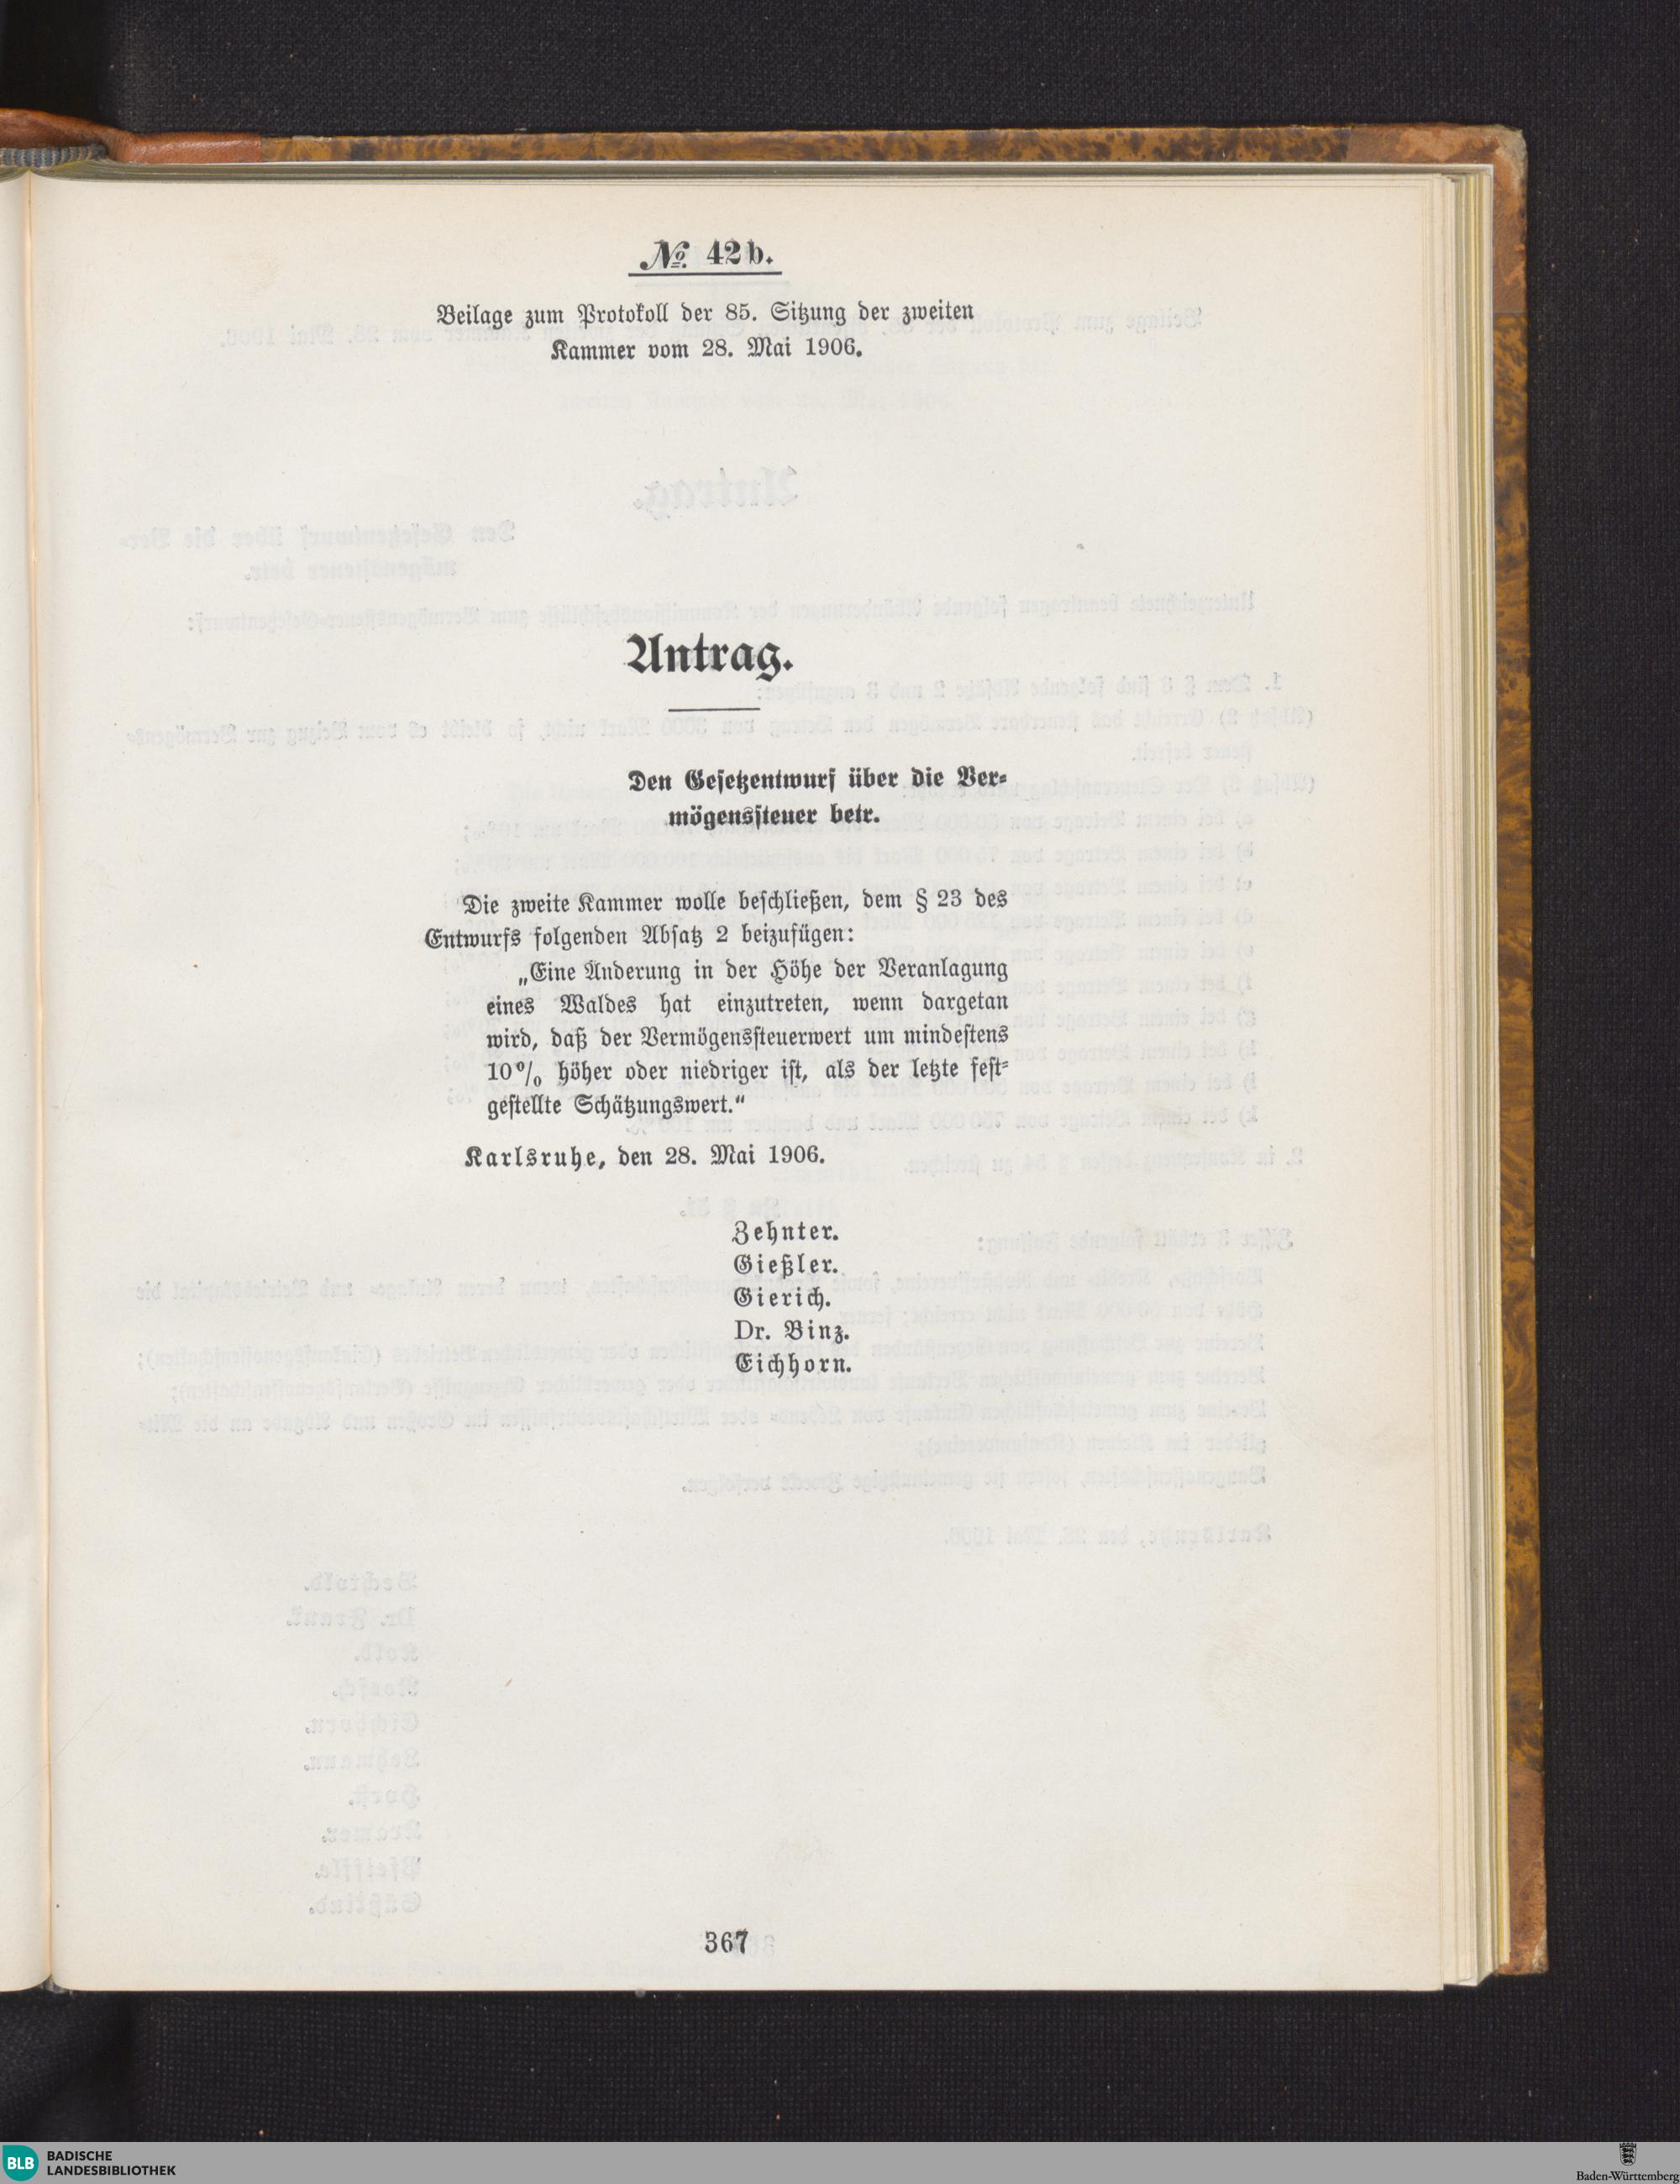 № 42 b.
Beilage zum Protokoll der 85. Sitzung der zweiten
Kammer vom 28. Mai 1906.
Antrag.
Den Gesetzentwurf über die Ver-
mögenssteuer betr.
Die zweite Kammer wolle beschließen, dem § 23 des
Entwurfs folgenden Absatz 2 beizufügen:
„Eine Änderung in der Höhe der Veranlagung
eines Waldes hat einzutreten, wenn dargetan
wird, daß der Vermögenssteuerwert um mindestens
10% höher oder niedriger ist, als der letzte fest-
gestellte Schätzungswert.“
Karlsruhe, den 28. Mai 1906.
Zehnter.
Gießler.
Gierich.
Dr. Binz.
Eichhorn.
367
BLB BADISCHE
LANDESBIBLIOTHEK
Baden-Württemberg